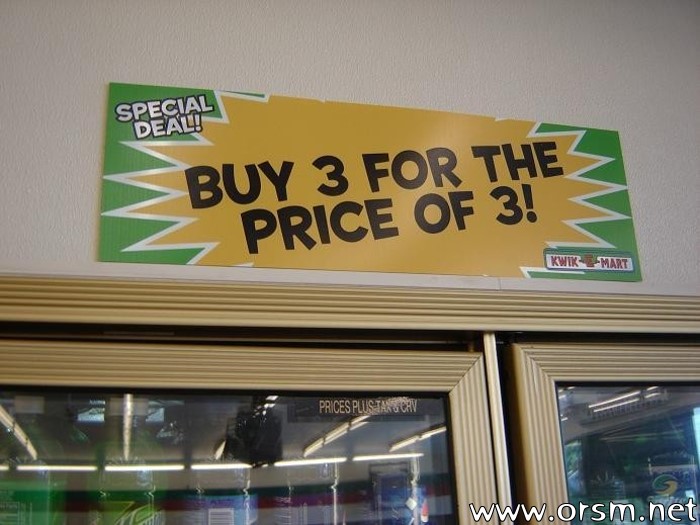 SPECIAL
DEAL!
BUY 3 FOR THE
PRICE OF 3!
KWIK-E-MART
PRICES PLUS TAX & CRV
www.orsm.net